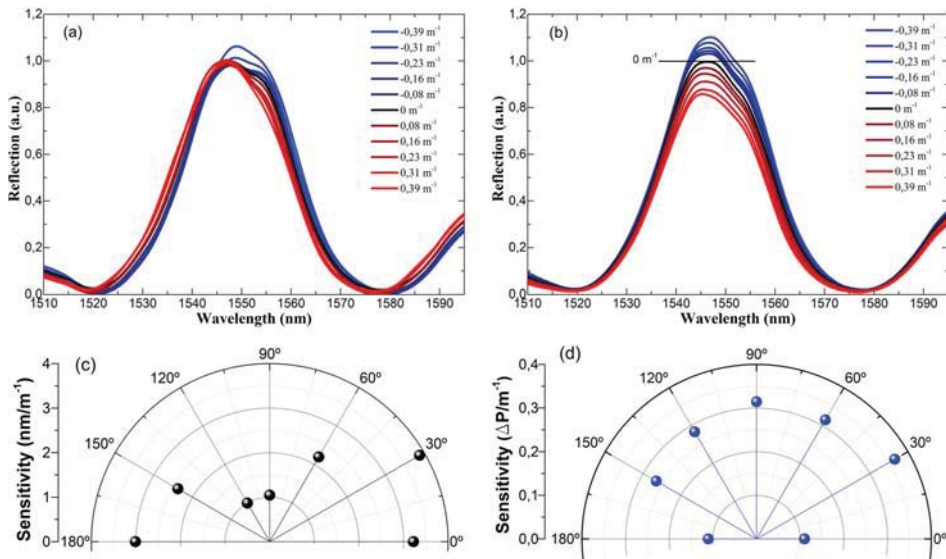 (a)
Reflection (a.u.)
1,2
1,0
0,8
0,6
0,4
0,2
0,0
1510 1520 1530 1540 1550 1560 1570 1580 1590
Wavelength (nm)
-0,39 m⁻¹
-0,31 m⁻¹
-0,23 m⁻¹
-0,16 m⁻¹
-0,08 m⁻¹
0 m⁻¹
0,08 m⁻¹
0,16 m⁻¹
0,23 m⁻¹
0,31 m⁻¹
0,39 m⁻¹
(b)
Reflection (a.u.)
1,2
1,0
0,8
0,6
0,4
0,2
0,0
1510 1520 1530 1540 1550 1560 1570 1580 1590
Wavelength (nm)
0 m⁻¹
-0,39 m⁻¹
-0,31 m⁻¹
-0,23 m⁻¹
-0,16 m⁻¹
-0,08 m⁻¹
0 m⁻¹
0,08 m⁻¹
0,16 m⁻¹
0,23 m⁻¹
0,31 m⁻¹
0,39 m⁻¹
(c)
Sensitivity (nm/m⁻¹)
4
3
2
1
0
180º
150º
120º
90º
60º
30º
0º
(d)
Sensitivity (ΔP/m⁻¹)
0,4
0,3
0,2
0,1
0,0
180º
150º
120º
90º
60º
30º
0º